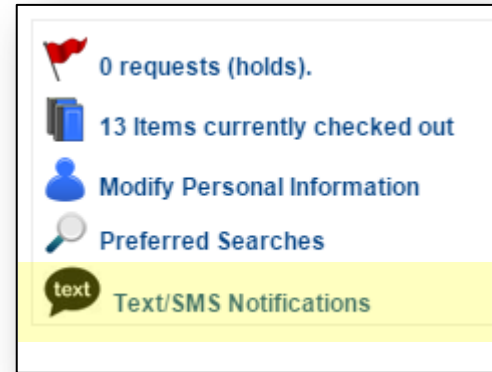 0 requests (holds).
13 Items currently checked out
Modify Personal Information
Preferred Searches
text Text/SMS Notifications